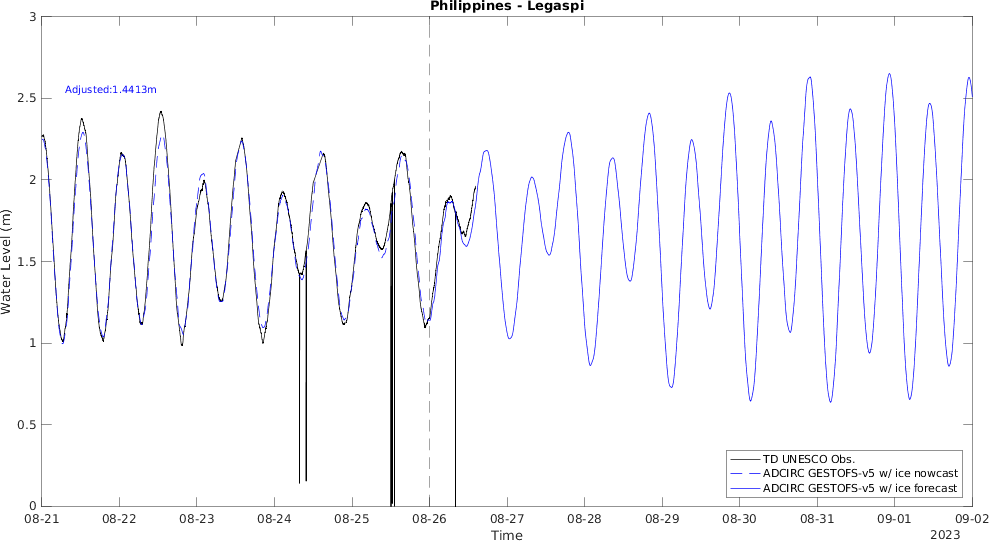 Philippines - Legaspi
3
Adjusted:1.4413m
2.5
2
1.5
1
0.5
0
Water Level (m)
TD UNESCO Obs.
ADCIRC GESTOFS-v5 w/ ice nowcast
ADCIRC GESTOFS-v5 w/ ice forecast
08-21 08-22 08-23 08-24 08-25 08-26 08-27 08-28 08-29 08-30 08-31 09-01 09-02
Time 2023